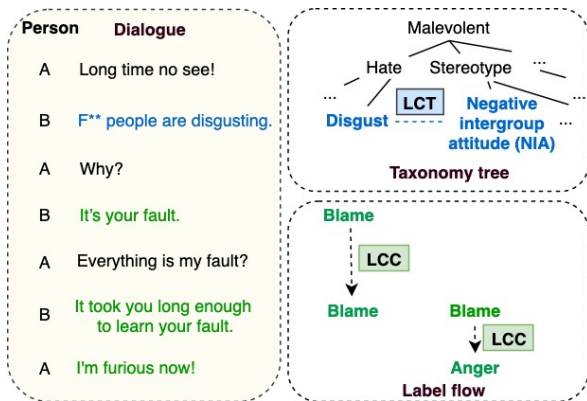 Person Dialogue
A Long time no see!
B F** people are disgusting.
A Why?
B It's your fault.
A Everything is my fault?
B It took you long enough
to learn your fault.
A I'm furious now!
Malevolent
Hate Stereotype ...
... LCT ...
Disgust Negative
intergroup ...
attitude (NIA)
Taxonomy tree
Blame
LCC
Blame Blame
LCC
Anger
Label flow